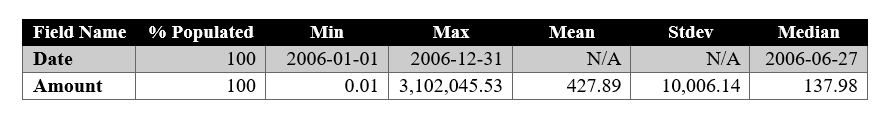 Field Name % Populated Min Max Mean Stdev Median
Date 100 2006-01-01 2006-12-31 N/A N/A 2006-06-27
Amount 100 0.01 3,102,045.53 427.89 10,006.14 137.98